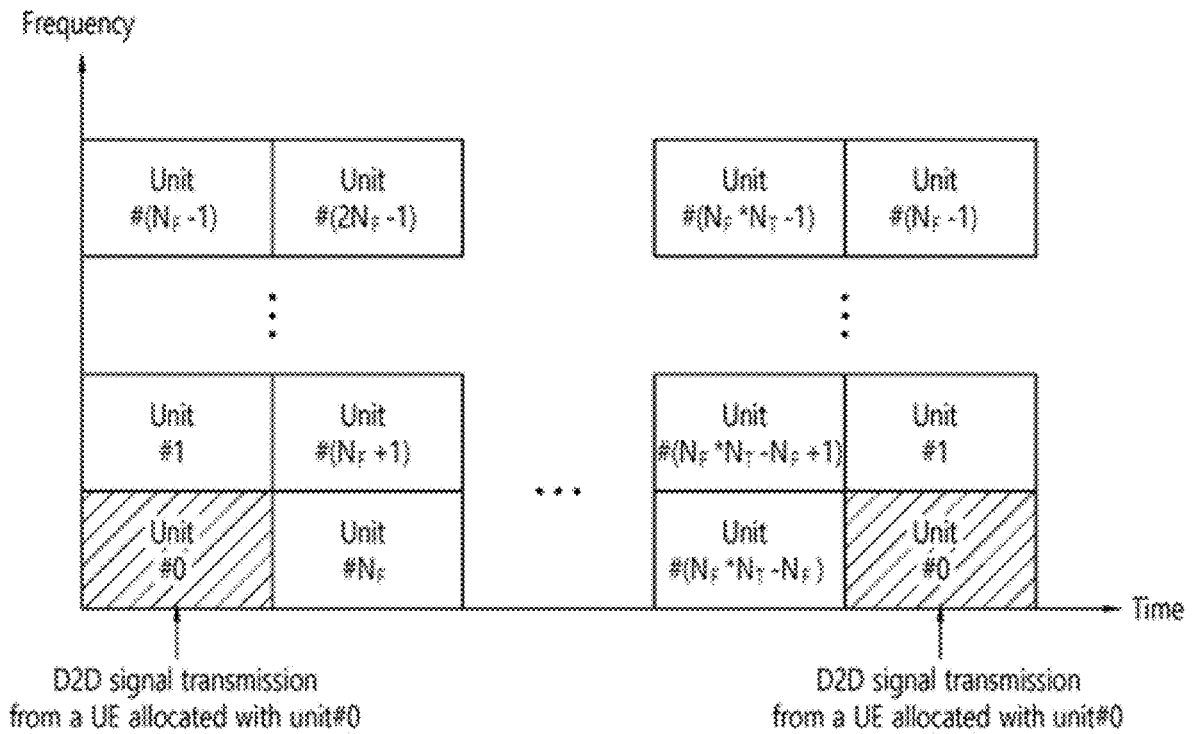 Frequency
Unit
#(N_F -1)
Unit
#(2N_F -1)
Unit
#(N_F *N_T -1)
Unit
#(N_F -1)
Unit
#1
Unit
#(N_F +1)
Unit
#(N_F *N_T -N_F +1)
Unit
#1
Unit
#0
Unit
#N_F
Unit
#(N_F *N_T -N_F )
Unit
#0
Time
D2D signal transmission
from a UE allocated with unit#0
D2D signal transmission
from a UE allocated with unit#0